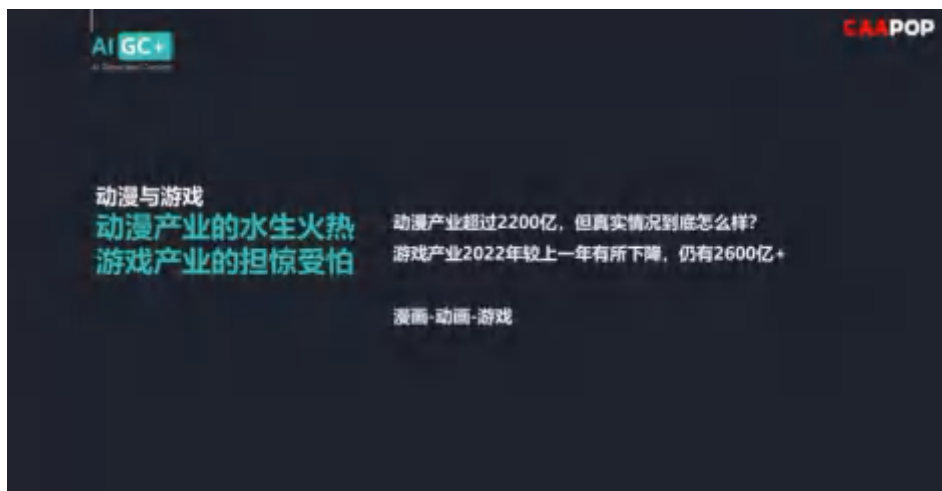 AI GC+
CAAPOP
动漫与游戏
动漫产业的水生火热
游戏产业的担惊受怕
动漫产业超过2200亿，但真实情况到底怎么样？
游戏产业2022年较上一年有所下降，仍有2600亿+
漫画-动画-游戏